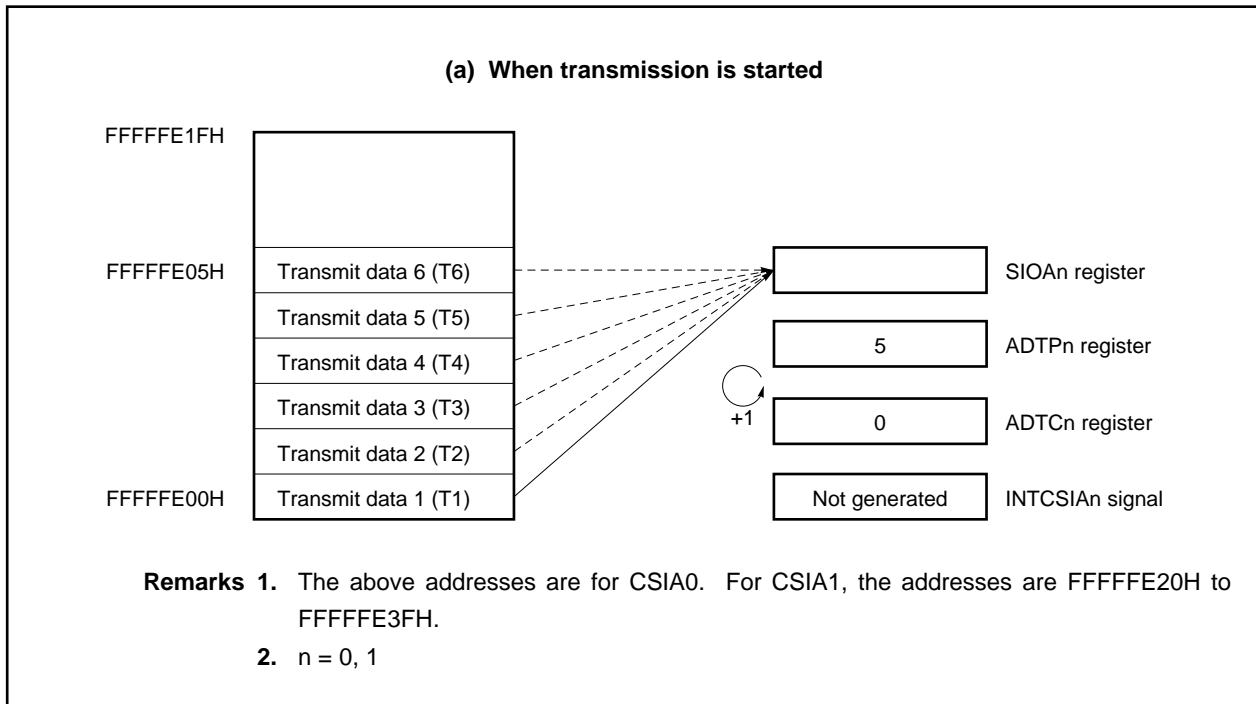 (a) When transmission is started
FFFFFE1FH
FFFFFE05H
Transmit data 6 (T6)
SIOAn register
Transmit data 5 (T5)
5
ADTPn register
Transmit data 4 (T4)
Transmit data 3 (T3)
+1
0
ADTCn register
Transmit data 2 (T2)
FFFFFE00H
Transmit data 1 (T1)
Not generated
INTCSIAn signal
Remarks 1. The above addresses are for CSIA0. For CSIA1, the addresses are FFFFFE20H to
FFFFFE3FH.
2. n = 0, 1